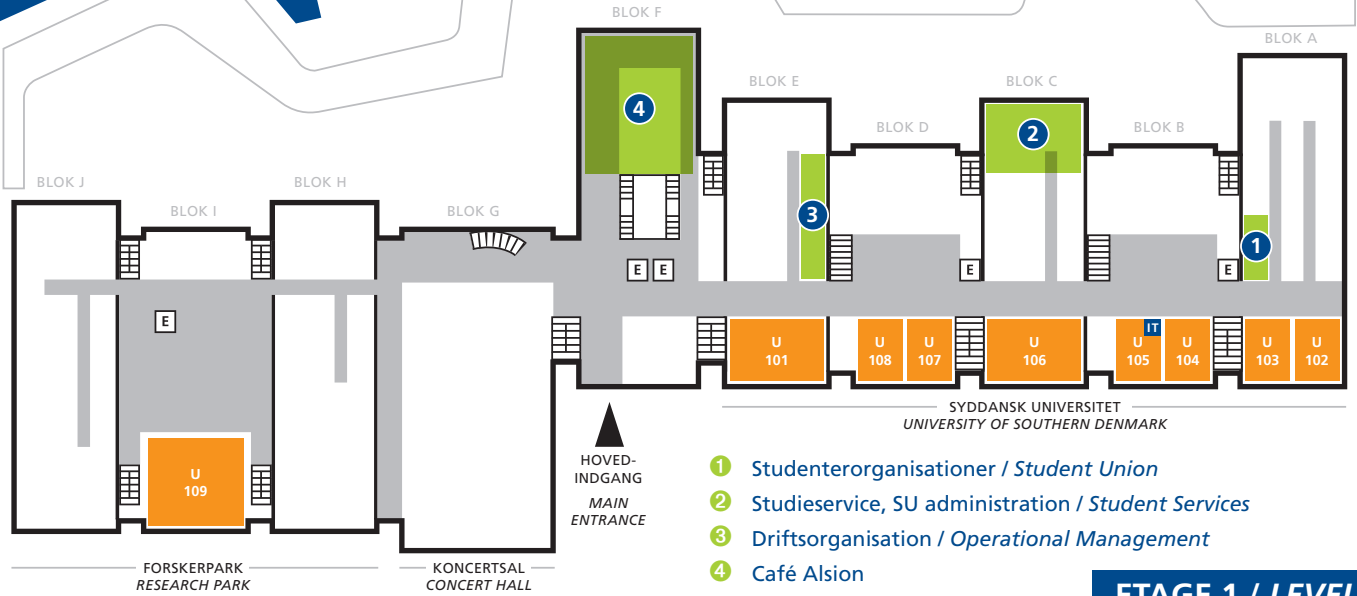 BLOK F
BLOK A
BLOK E
BLOK C
BLOK D
BLOK B
BLOK J
BLOK H
BLOK I
BLOK G
4
2
3
1
E
E
E
E
E
U
101
U
108
U
107
U
106
U
105
IT
U
104
U
103
U
102
U
109
SYDDANSK UNIVERSITET
UNIVERSITY OF SOUTHERN DENMARK
HOVED-
INDGANG
MAIN
ENTRANCE
FORSKERPARK
RESEARCH PARK
KONCERTSAL
CONCERT HALL
1 Studenterorganisationer / Student Union
2 Studieservice, SU administration / Student Services
3 Driftsorganisation / Operational Management
4 Café Alsion
ETAGE 1 / LEVEL